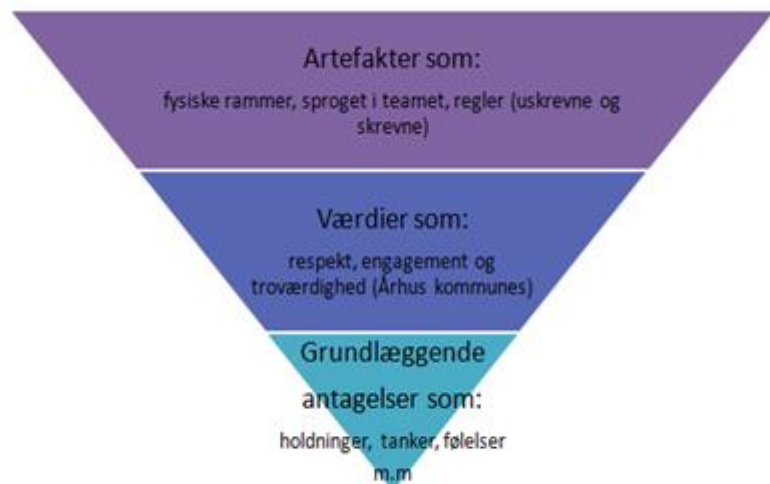 Artefakter som:
fysiske rammer, sproget i teamet, regler (uskrevne og
skrevne)
Værdier som:
respekt, engagement og
troværdighed (Århus kommunes)
Grundlæggende
antagelser som:
holdninger, tanker, følelser
m.m